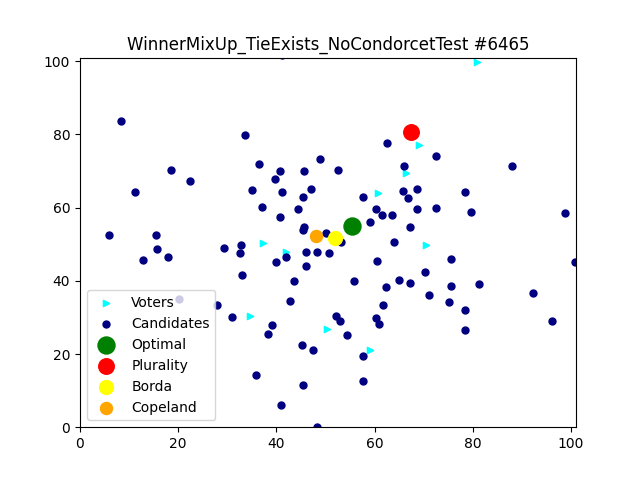 WinnerMixUp_TieExists_NoCondorcetTest #6465
100
80
60
40
20
0
Voters
Candidates
Optimal
Plurality
Borda
Copeland
0 20 40 60 80 100